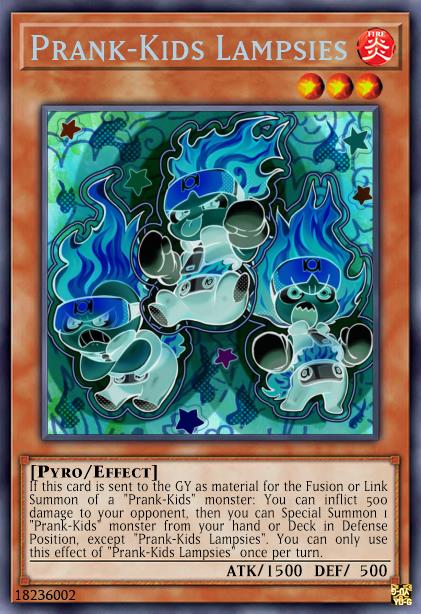 PRANK-KIDS LAMPSIES
FIRE
炎
[PYRO/EFFECT]
If this card is sent to the GY as material for the Fusion or Link
Summon of a "Prank-Kids" monster: You can inflict 500
damage to your opponent, then you can Special Summon 1
"Prank-Kids" monster from your hand or Deck in Defense
Position, except "Prank-Kids Lampsies". You can only use
this effect of "Prank-Kids Lampsies" once per turn.
ATK/1500 DEF/ 500
18236002